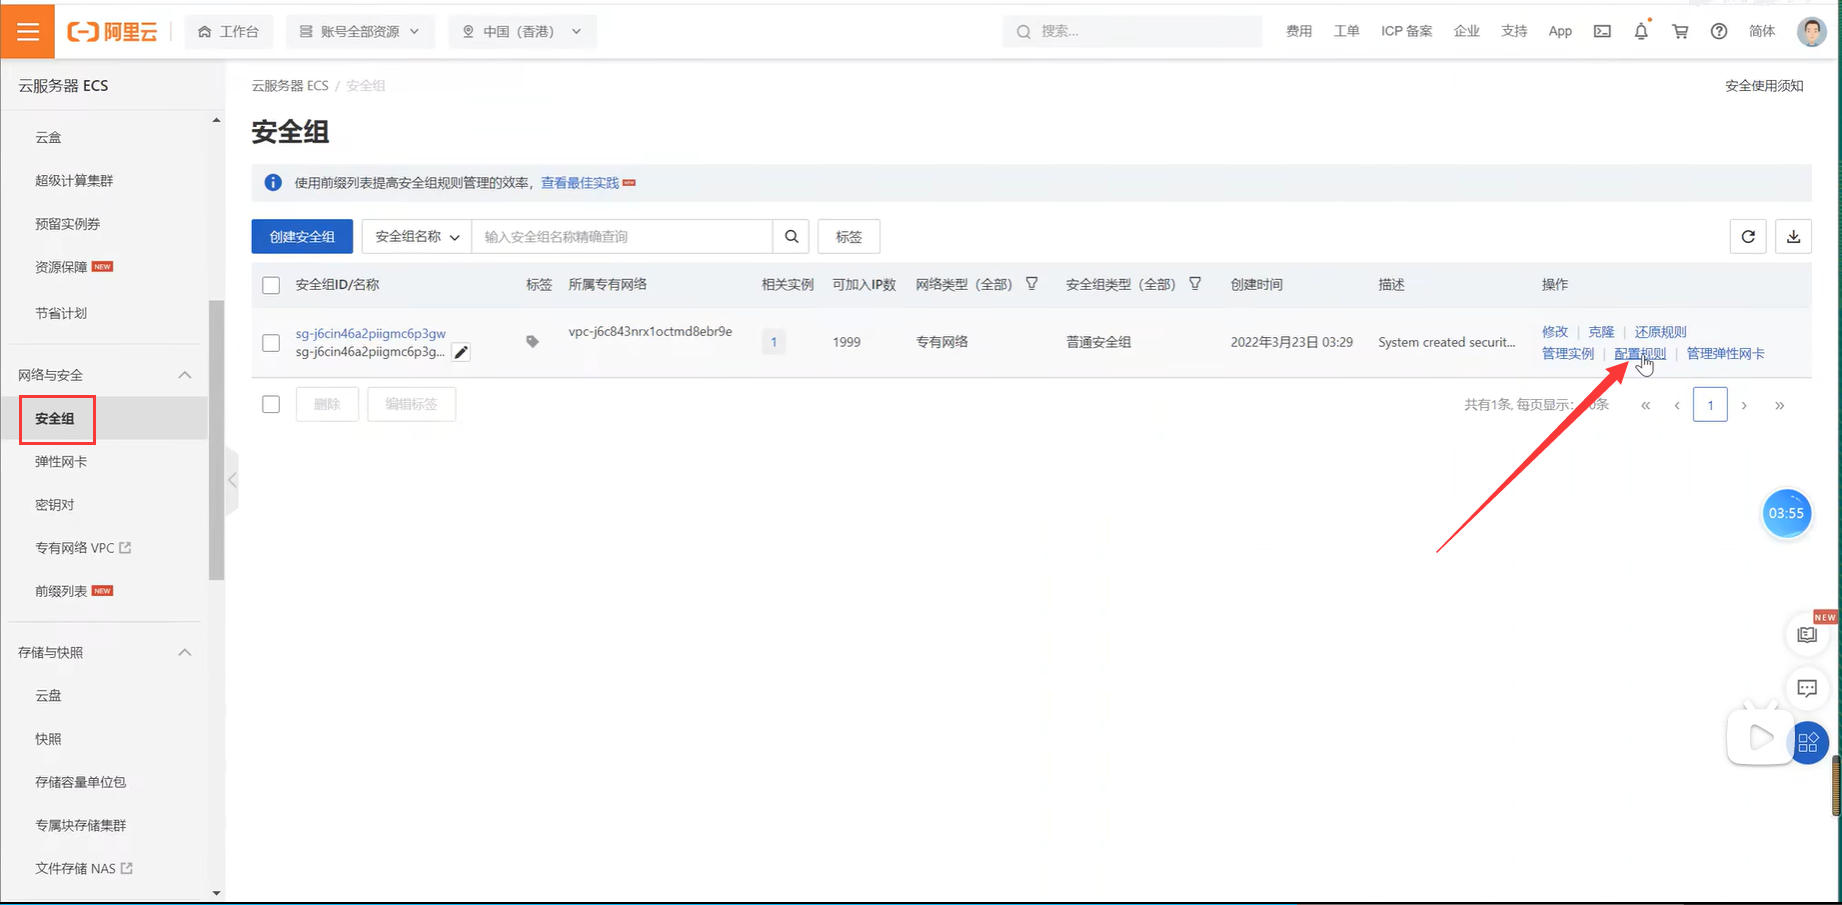 阿里云
工作台
账号全部资源
中国（香港）
搜索...
费用
工单
ICP 备案
企业
支持
App
简体
云服务器 ECS
云盒
超级计算集群
预留实例券
资源保障 NEW
节省计划
网络与安全
安全组
弹性网卡
密钥对
专有网络 VPC
前缀列表 NEW
存储与快照
云盘
快照
存储容量单位包
专属块存储集群
文件存储 NAS
云服务器 ECS / 安全组
安全使用须知
安全组
使用前缀列表提高安全组规则管理的效率，查看最佳实践
创建安全组
安全组名称
输入安全组名称精确查询
标签
安全组ID/名称 标签 所属专有网络 相关实例 可加入IP数 网络类型（全部） 安全组类型（全部） 创建时间 描述 操作
sg-j6cin46a2piigmc6p3gw
sg-j6cin46a2piigmc6p3g...
vpc-j6c843nrx1octmd8ebr9e
1
1999
专有网络
普通安全组
2022年3月23日 03:29
System created securit...
修改 | 克隆 | 还原规则
管理实例 | 配置规则 | 管理弹性网卡
删除
编辑标签
共有1条, 每页显示: 0条
« ‹ 1 › »
03:55
NEW